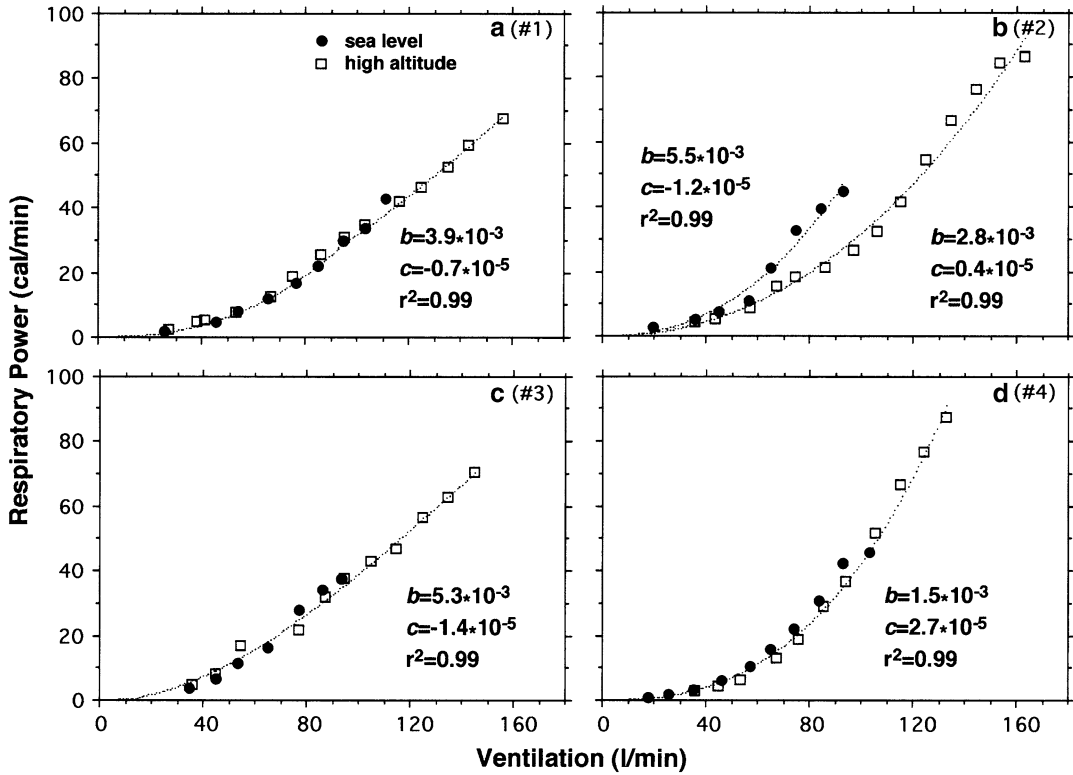 Respiratory Power (cal/min)
a (#1)
● sea level
□ high altitude
100
80
60
40
20
0
b=3.9*10-3
c=-0.7*10-5
r2=0.99
b (#2)
b=5.5*10-3
c=-1.2*10-5
r2=0.99
b=2.8*10-3
c=0.4*10-5
r2=0.99
c (#3)
100
80
60
40
20
0
b=5.3*10-3
c=-1.4*10-5
r2=0.99
0 40 80 120 160
d (#4)
b=1.5*10-3
c=2.7*10-5
r2=0.99
0 40 80 120 160
Ventilation (l/min)